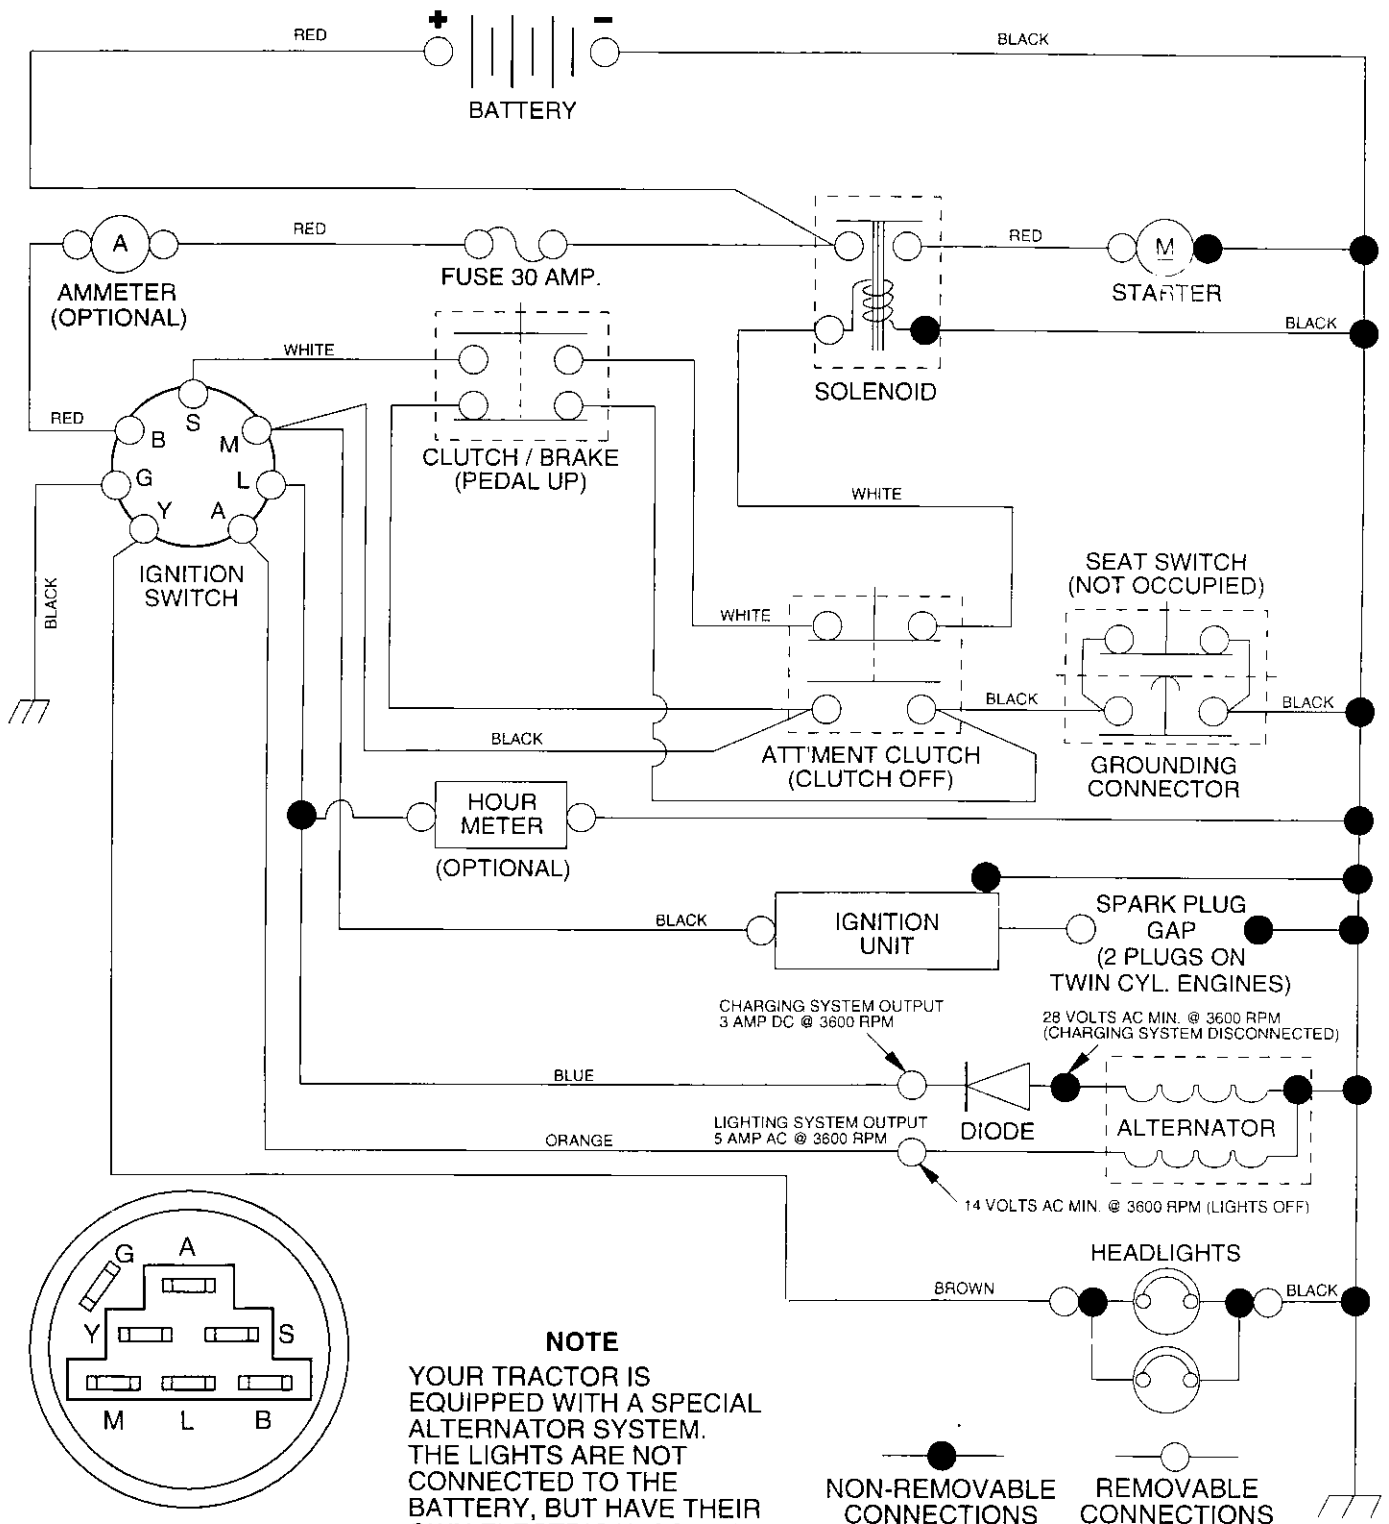 +
−
RED
BLACK
BATTERY
A
RED
RED
M
AMMETER
(OPTIONAL)
FUSE 30 AMP.
STARTER
BLACK
WHITE
SOLENOID
RED
S
B
M
G
L
Y
A
CLUTCH / BRAKE
(PEDAL UP)
WHITE
IGNITION
SWITCH
BLACK
SEAT SWITCH
(NOT OCCUPIED)
WHITE
BLACK
BLACK
BLACK
ATT'MENT CLUTCH
(CLUTCH OFF)
GROUNDING
CONNECTOR
HOUR
METER
(OPTIONAL)
BLACK
IGNITION
UNIT
SPARK PLUG
GAP
(2 PLUGS ON
TWIN CYL. ENGINES)
CHARGING SYSTEM OUTPUT
3 AMP DC @ 3600 RPM
28 VOLTS AC MIN. @ 3600 RPM
(CHARGING SYSTEM DISCONNECTED)
BLUE
DIODE
ALTERNATOR
LIGHTING SYSTEM OUTPUT
5 AMP AC @ 3600 RPM
ORANGE
14 VOLTS AC MIN. @ 3600 RPM (LIGHTS OFF)
HEADLIGHTS
BROWN
BLACK
G
A
Y
S
M
L
B
NOTE
YOUR TRACTOR IS
EQUIPPED WITH A SPECIAL
ALTERNATOR SYSTEM.
THE LIGHTS ARE NOT
CONNECTED TO THE
BATTERY, BUT HAVE THEIR
NON-REMOVABLE
CONNECTIONS
REMOVABLE
CONNECTIONS